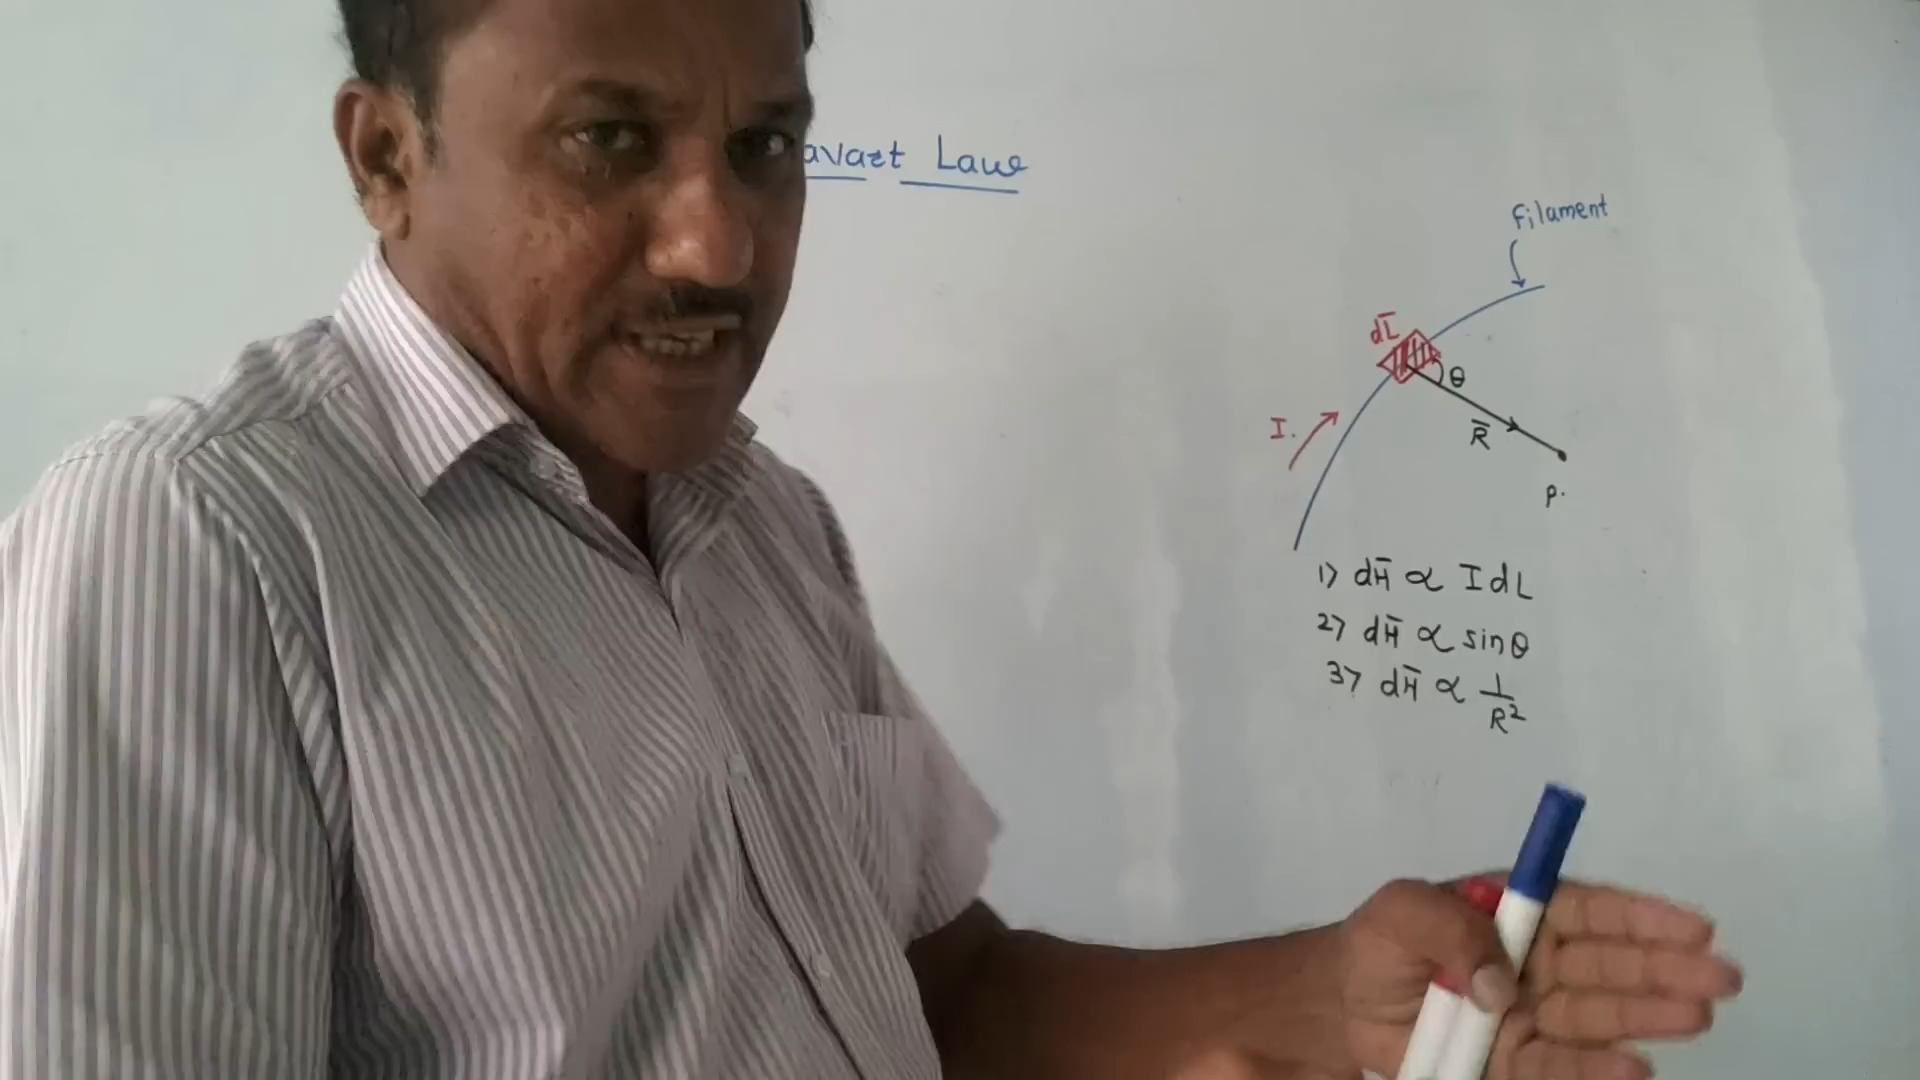 avart Law
Filament
dL̅
θ
I.
R̅
P.
1) dH̅ ∝ IdL
2) dH̅ ∝ sinθ
3) dH̅ ∝ 1/R²